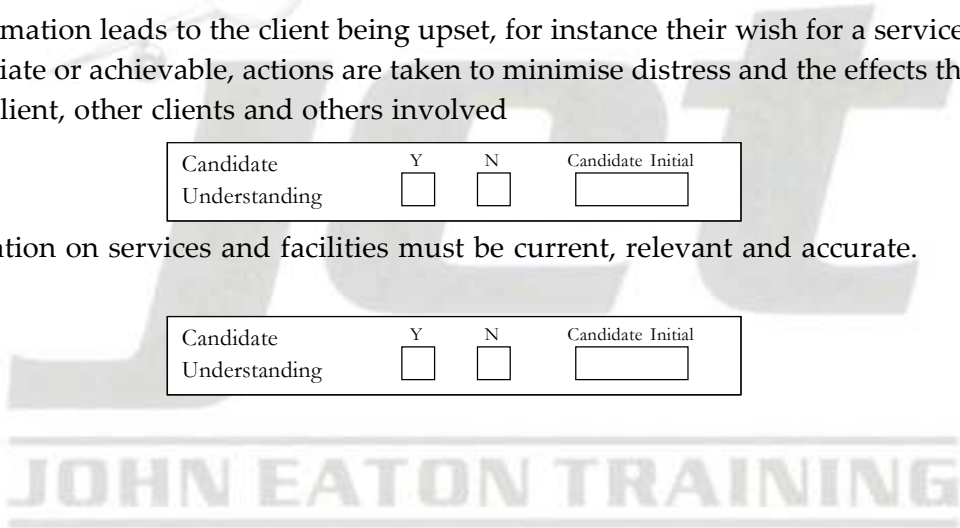 mation leads to the client being upset, for instance their wish for a service
iate or achievable, actions are taken to minimise distress and the effects th
lient, other clients and others involved
Candidate Y N Candidate Initial
Understanding
ation on services and facilities must be current, relevant and accurate.
Candidate Y N Candidate Initial
Understanding
jet
JOHN EATON TRAINING